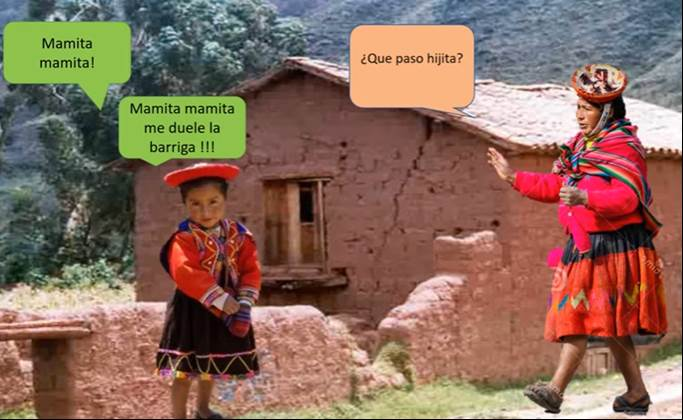 Mamita
mamita!
¿Que paso hijita?
Mamita mamita
me duele la
barriga !!!